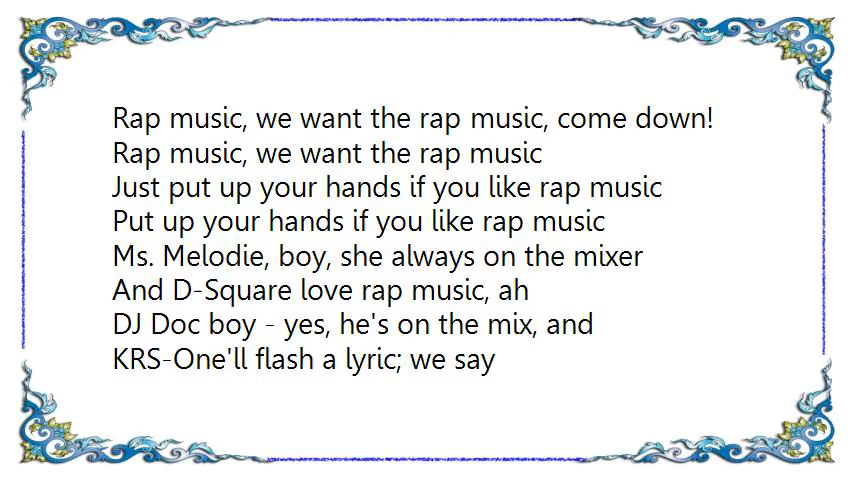 Rap music, we want the rap music, come down!
Rap music, we want the rap music
Just put up your hands if you like rap music
Put up your hands if you like rap music
Ms. Melodie, boy, she always on the mixer
And D-Square love rap music, ah
DJ Doc boy - yes, he's on the mix, and
KRS-One'll flash a lyric; we say